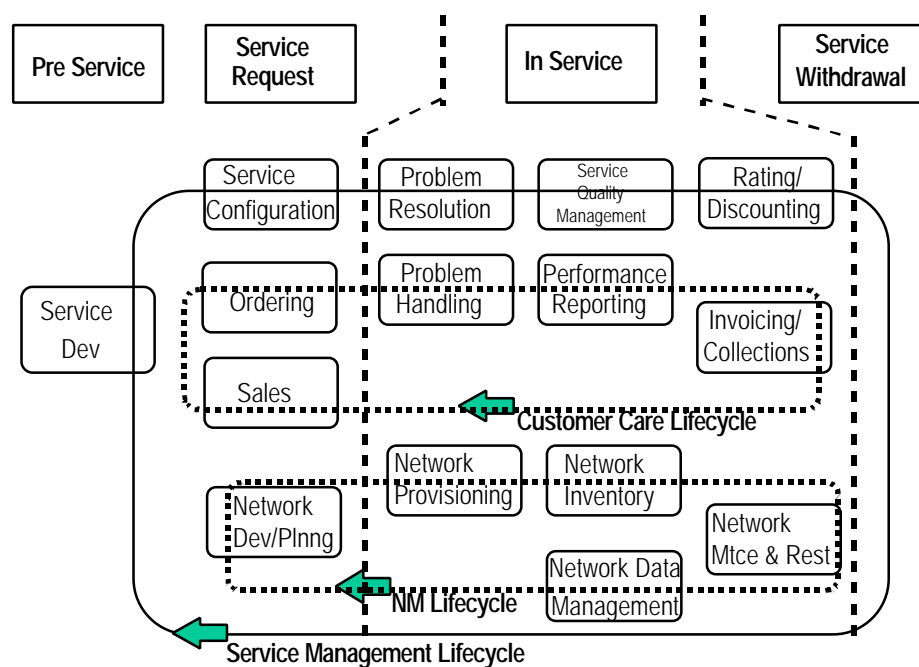 Pre Service
Service
Request
In Service
Service
Withdrawal
Service
Configuration
Problem
Resolution
Service
Quality
Management
Rating/
Discounting
Service
Dev
Ordering
Problem
Handling
Performance
Reporting
Invoicing/
Collections
Sales
Customer Care Lifecycle
Network
Dev/Plnng
Network
Provisioning
Network
Inventory
Network
Mtce & Rest
Network Data
Management
NM Lifecycle
Service Management Lifecycle